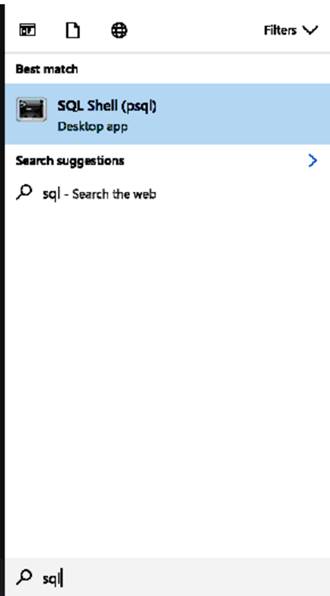 Filters
Best match
SQL Shell (psql)
Desktop app
Search suggestions
sql - Search the web
sql